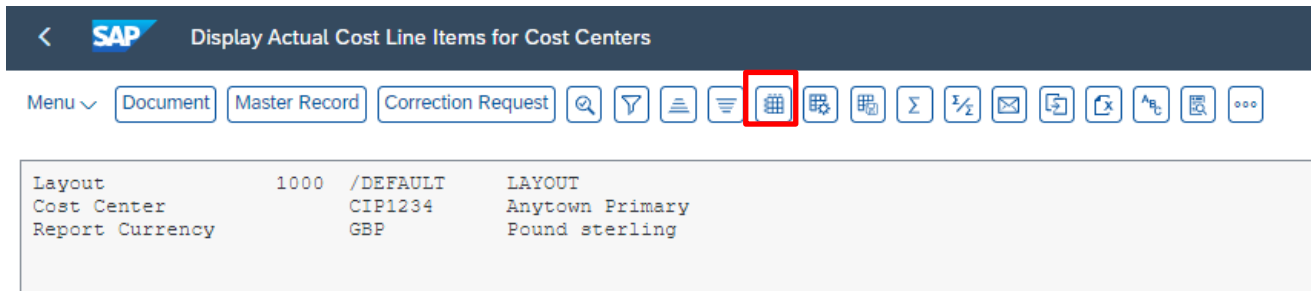 SAP Display Actual Cost Line Items for Cost Centers
Menu Document Master Record Correction Request
Layout 1000 /DEFAULT LAYOUT
Cost Center CIP1234 Anytown Primary
Report Currency GBP Pound sterling